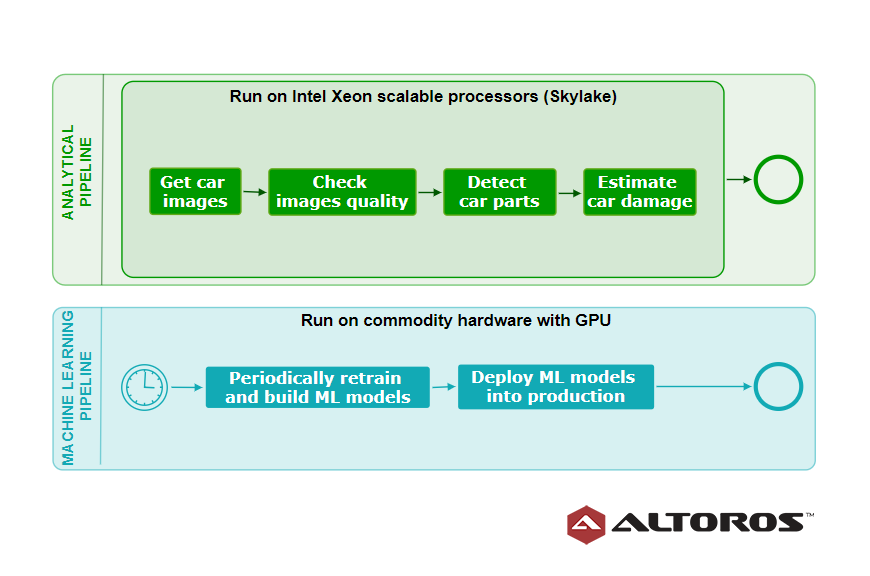 ANALYTICAL
PIPELINE
Run on Intel Xeon scalable processors (Skylake)
Get car
images
Check
images quality
Detect
car parts
Estimate
car damage
MACHINE LEARNING
PIPELINE
Run on commodity hardware with GPU
Periodically retrain
and build ML models
Deploy ML models
into production
ALTOROS™